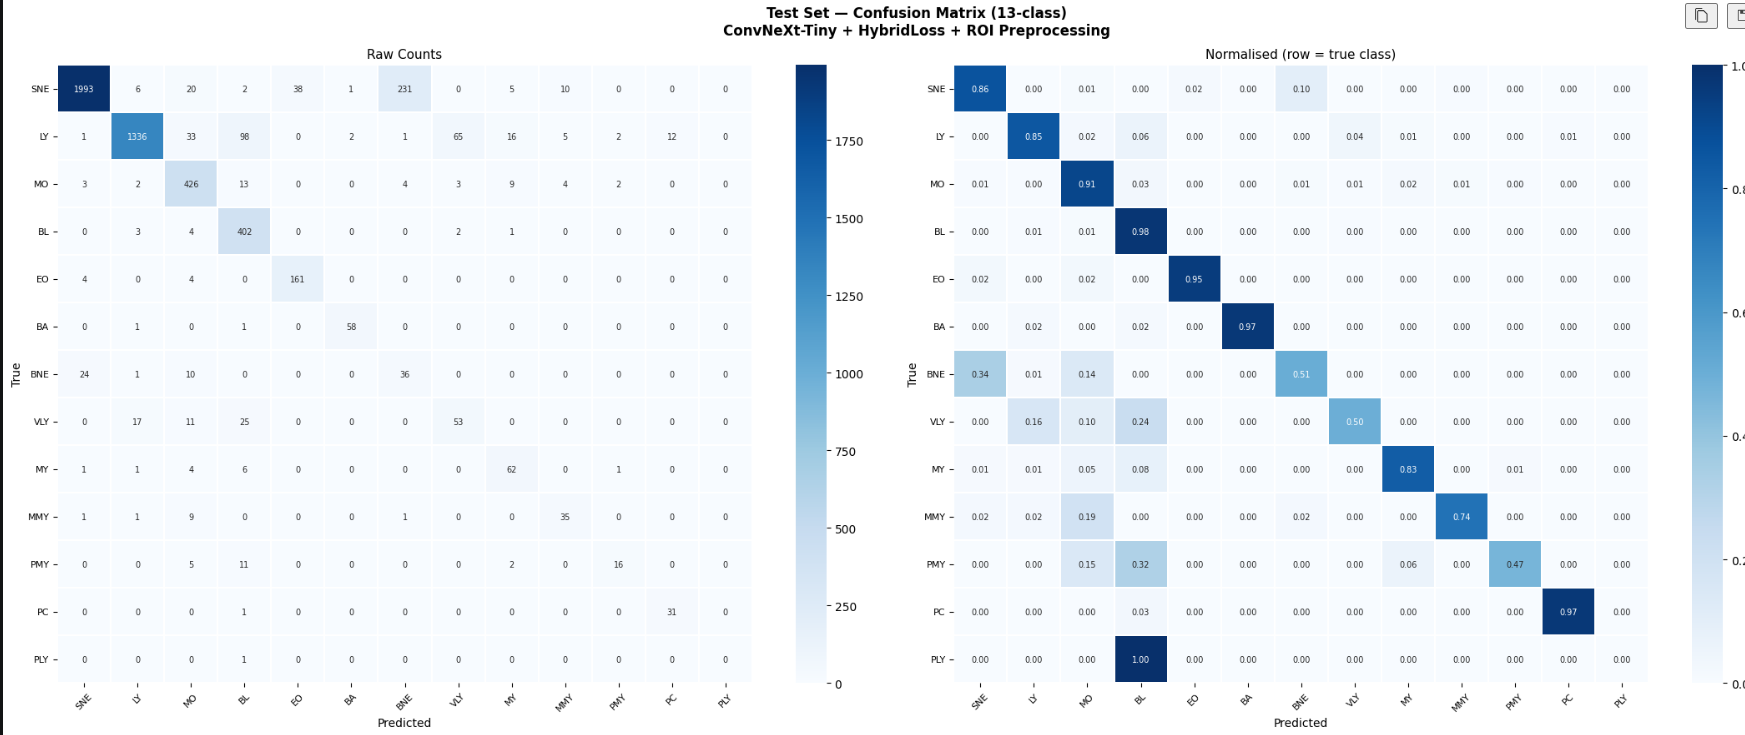 Test Set — Confusion Matrix (13-class)
ConvNeXt-Tiny + HybridLoss + ROI Preprocessing
Raw Counts
SNE 1993 6 20 2 38 1 231 0 5 10 0 0 0
LY 1 1336 33 98 0 2 1 65 16 5 2 12 0
MO 3 2 426 13 0 0 4 3 9 4 2 0 0
BL 0 3 4 402 0 0 0 2 1 0 0 0 0
EO 4 0 4 0 161 0 0 0 0 0 0 0 0
BA 0 1 0 1 0 58 0 0 0 0 0 0 0
BNE 24 1 10 0 0 0 36 0 0 0 0 0 0
VLY 0 17 11 25 0 0 0 53 0 0 0 0 0
MY 1 1 4 6 0 0 0 0 62 0 1 0 0
MMY 1 1 9 0 0 0 1 0 0 35 0 0 0
PMY 0 0 5 11 0 0 0 0 2 0 16 0 0
PC 0 0 0 1 0 0 0 0 0 0 0 31 0
PLY 0 0 0 1 0 0 0 0 0 0 0 0 0
SNE LY MO BL EO BA BNE VLY MY MMY PMY PC PLY
Predicted
True
1750
1500
1250
1000
750
500
250
0
Normalised (row = true class)
SNE 0.86 0.00 0.01 0.00 0.02 0.00 0.10 0.00 0.00 0.00 0.00 0.00 0.00
LY 0.00 0.85 0.02 0.06 0.00 0.00 0.00 0.04 0.01 0.00 0.00 0.01 0.00
MO 0.01 0.00 0.91 0.03 0.00 0.00 0.01 0.01 0.02 0.01 0.00 0.00 0.00
BL 0.00 0.01 0.01 0.98 0.00 0.00 0.00 0.00 0.00 0.00 0.00 0.00 0.00
EO 0.02 0.00 0.02 0.00 0.95 0.00 0.00 0.00 0.00 0.00 0.00 0.00 0.00
BA 0.00 0.02 0.00 0.02 0.00 0.97 0.00 0.00 0.00 0.00 0.00 0.00 0.00
BNE 0.34 0.01 0.14 0.00 0.00 0.00 0.51 0.00 0.00 0.00 0.00 0.00 0.00
VLY 0.00 0.16 0.10 0.24 0.00 0.00 0.00 0.50 0.00 0.00 0.00 0.00 0.00
MY 0.01 0.01 0.05 0.08 0.00 0.00 0.00 0.00 0.83 0.00 0.01 0.00 0.00
MMY 0.02 0.02 0.19 0.00 0.00 0.00 0.02 0.00 0.00 0.74 0.00 0.00 0.00
PMY 0.00 0.00 0.15 0.32 0.00 0.00 0.00 0.00 0.06 0.00 0.47 0.00 0.00
PC 0.00 0.00 0.00 0.03 0.00 0.00 0.00 0.00 0.00 0.00 0.00 0.97 0.00
PLY 0.00 0.00 0.00 1.00 0.00 0.00 0.00 0.00 0.00 0.00 0.00 0.00 0.00
SNE LY MO BL EO BA BNE VLY MY MMY PMY PC PLY
Predicted
True